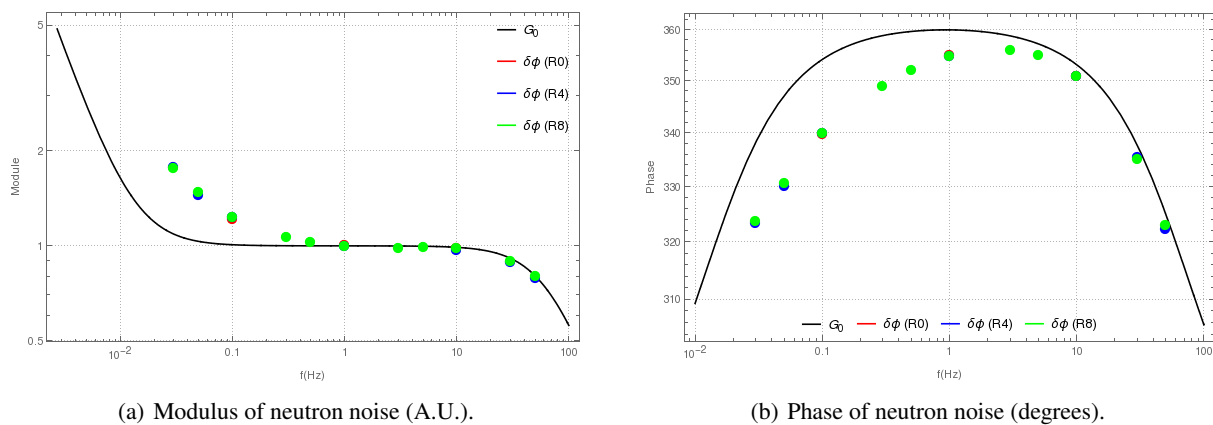 5
2
1
0.5
Module
G₀
δϕ (R0)
δϕ (R4)
δϕ (R8)
10⁻²
0.1
1
10
100
f(Hz)
(a) Modulus of neutron noise (A.U.).
360
350
340
330
320
310
Phase
G₀ δϕ (R0) δϕ (R4) δϕ (R8)
10⁻² 0.1 1 10 100
f(Hz)
(b) Phase of neutron noise (degrees).